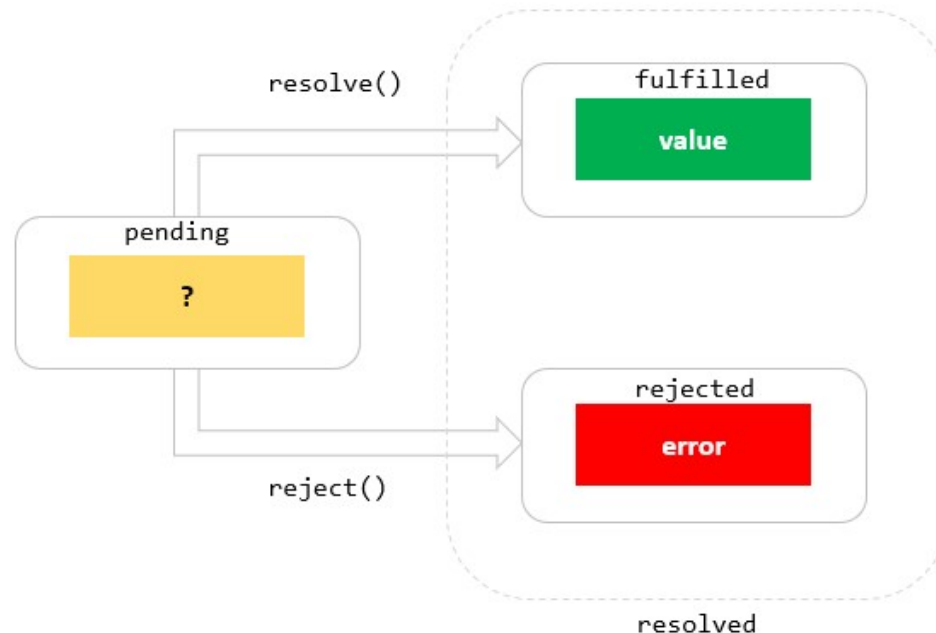 resolve()
fulfilled
value
pending
?
rejected
error
reject()
resolved